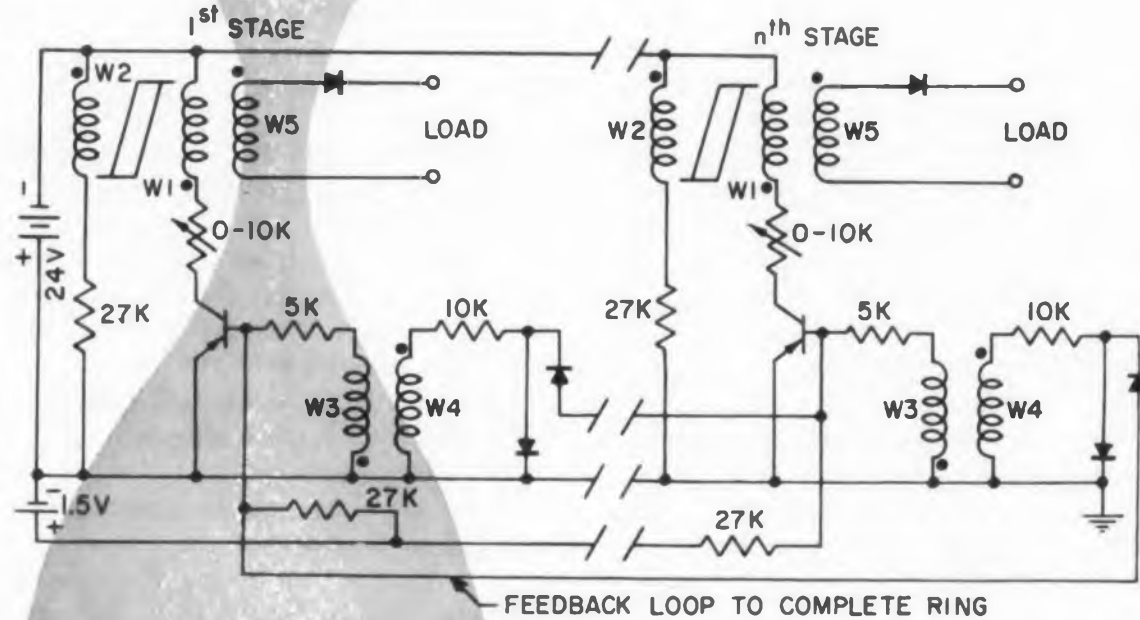 1st STAGE
nth STAGE
W2
W5
LOAD
W1
W2
W5
LOAD
W1
-
+
24V
0-10K
0-10K
27K
5K
10K
27K
5K
10K
W3
W4
W3
W4
-
1.5V
+
27K
27K
FEEDBACK LOOP TO COMPLETE RING